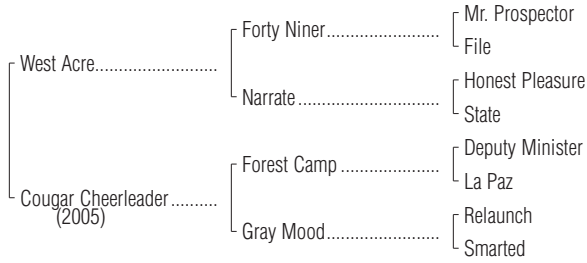 Mr. Prospector
Forty Niner
File
West Acre
Honest Pleasure
Narrate
State
Deputy Minister
Forest Camp
La Paz
Cougar Cheerleader
(2005)
Relaunch
Gray Mood
Smarted